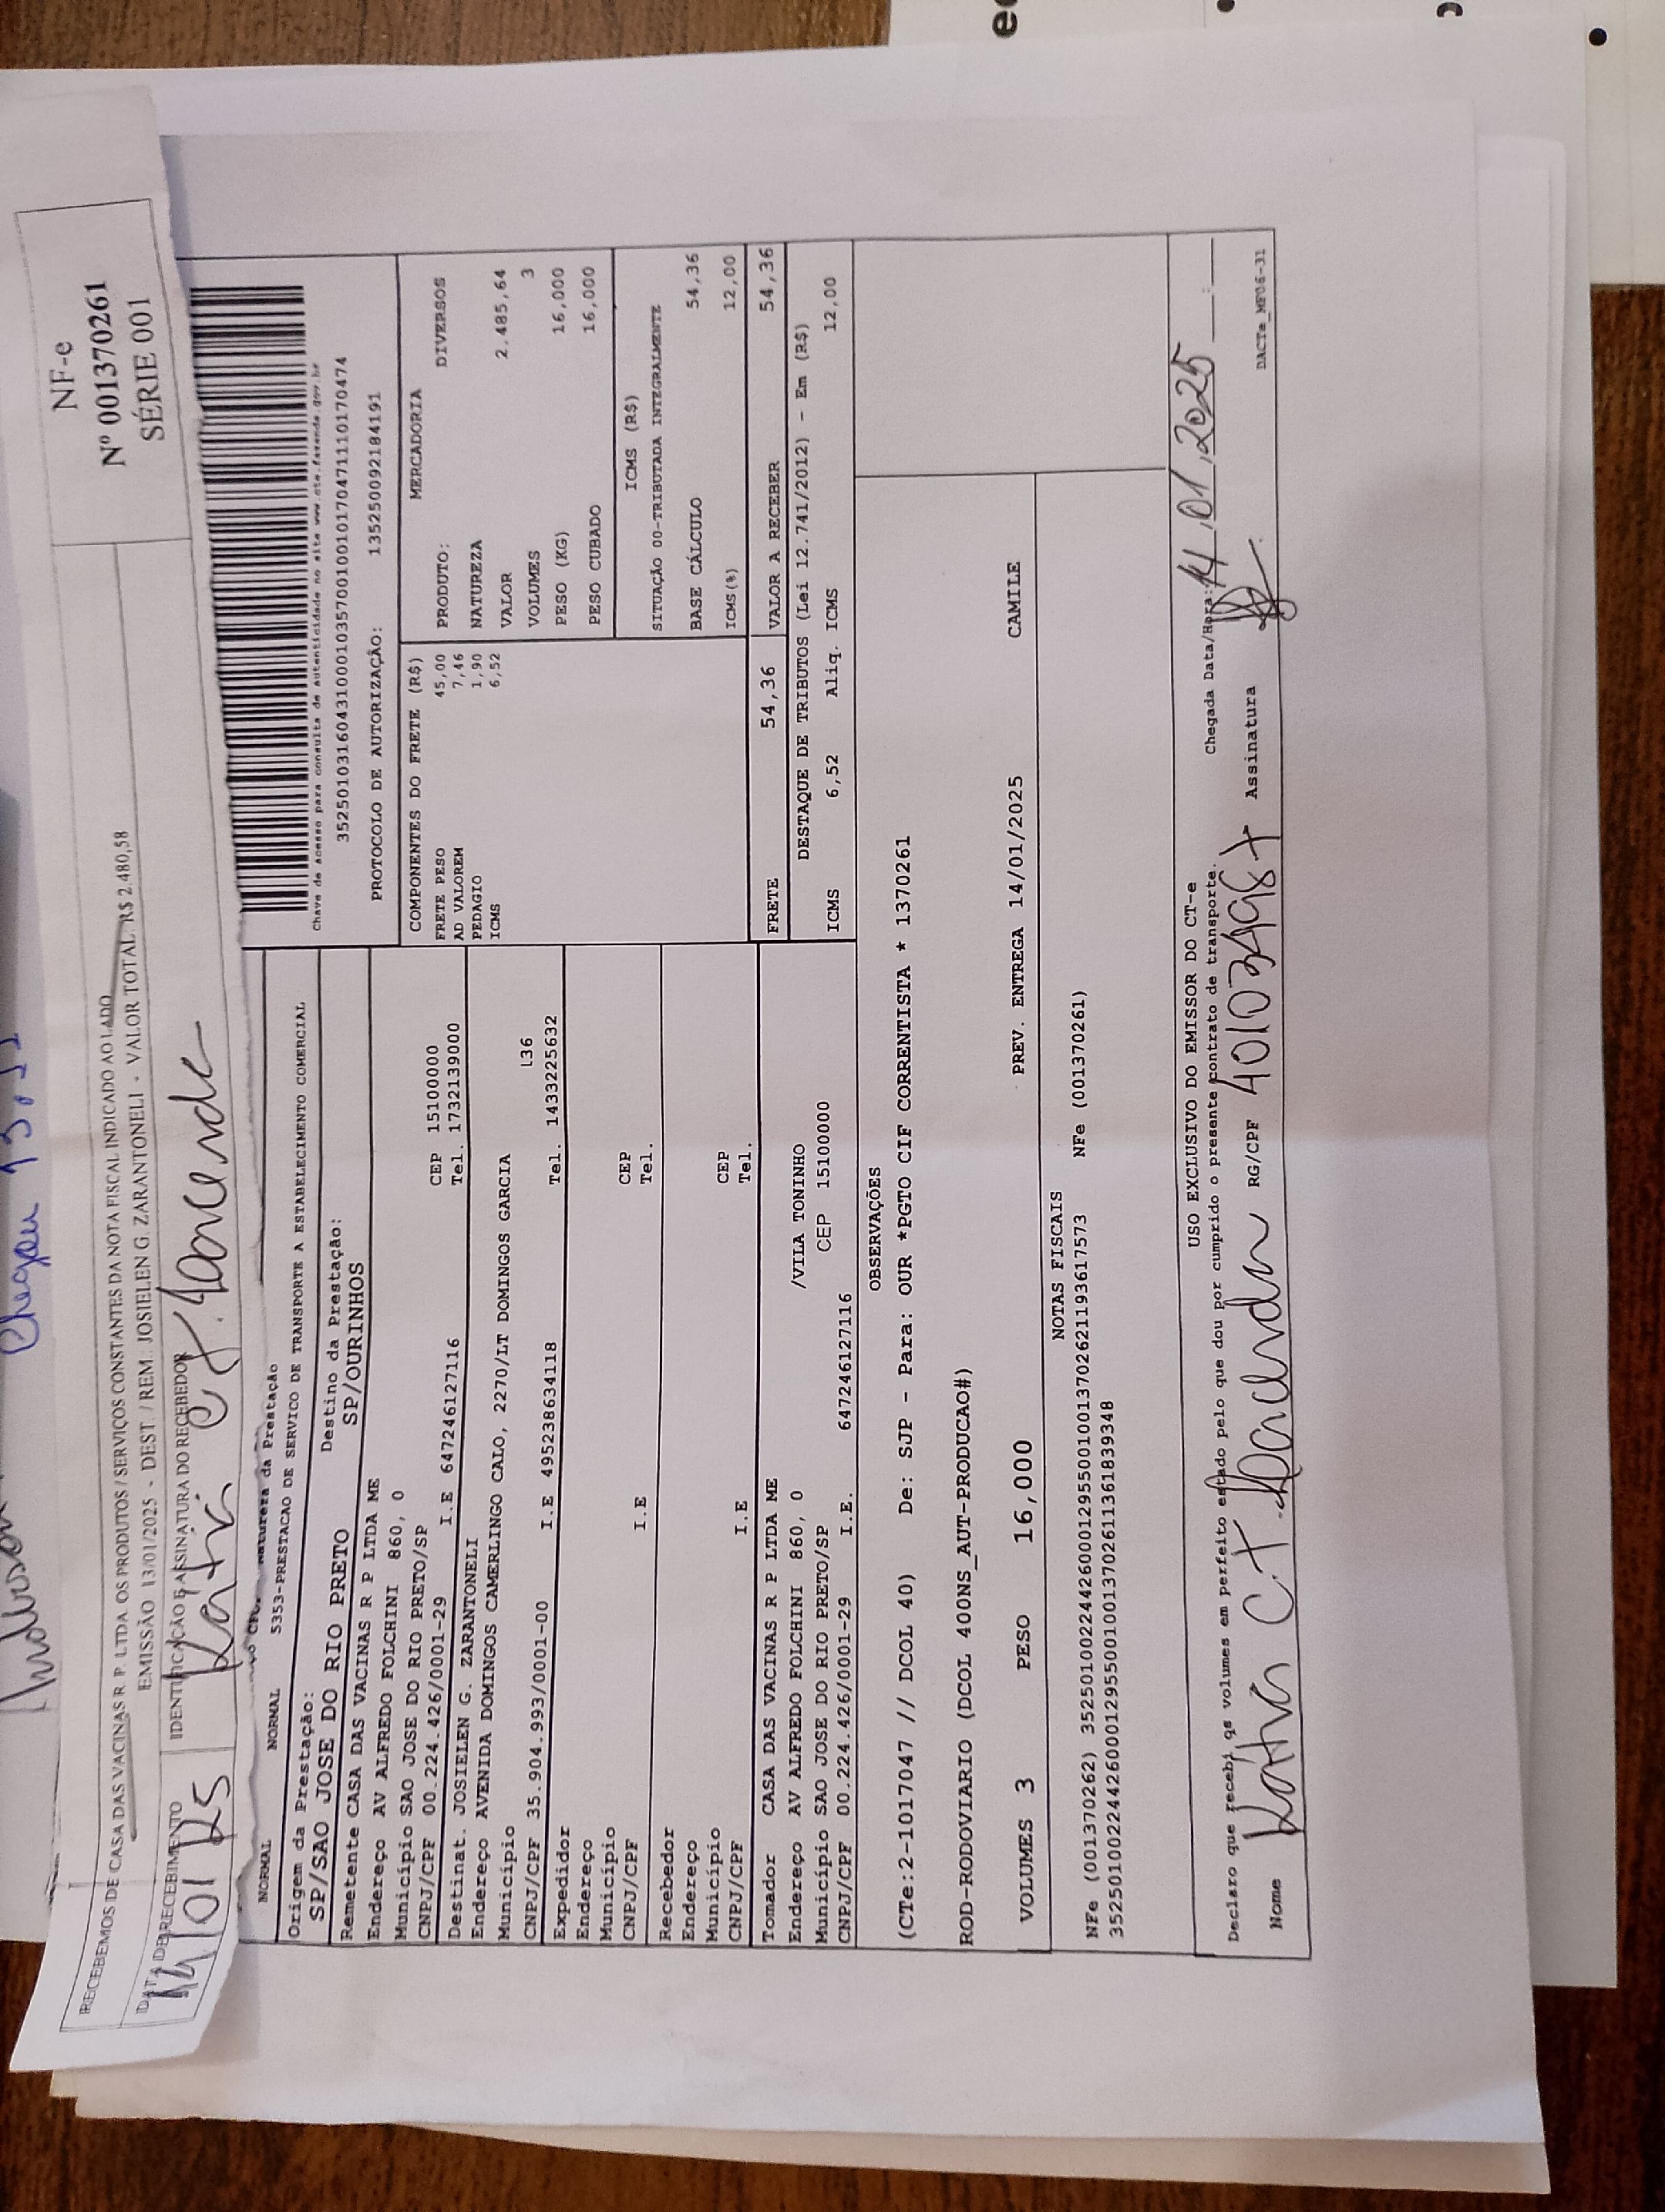 Chegou 13.
RECEBEMOS DE CASA DAS VACINAS R. P. LTDA. OS PRODUTOS / SERVIÇOS CONSTANTES DA NOTA FISCAL INDICADO AO LADO
EMISSÃO 13/01/2025 - DEST. / REM.: JOSIELEN G. ZARANTONELI - VALOR TOTAL: R$ 2.480,58
DATA DE RECEBIMENTO
IDENTIFICAÇÃO E ASSINATURA DO RECEBEDOR
NF-e
Nº 001370261
SÉRIE 001
Natureza da Prestação
NORMAL NORMAL 5353-PRESTACAO DE SERVICO DE TRANSPORTE A ESTABELECIMENTO COMERCIAL
Origem da Prestação: Destino da Prestação:
SP/SAO JOSE DO RIO PRETO SP/OURINHOS
Remetente CASA DAS VACINAS R P LTDA ME
Endereço AV ALFREDO FOLCHINI 860, 0
Município SAO JOSE DO RIO PRETO/SP CEP 15100000
CNPJ/CPF 00.224.426/0001-29 I.E 647246127116 Tel. 1732139000
Destinat. JOSIELEN G. ZARANTONELI
Endereço AVENIDA DOMINGOS CAMERLINGO CALO, 2270/LT DOMINGOS GARCIA
Município L36
CNPJ/CPF 35.904.993/0001-00 I.E 495238634118 Tel. 1433225632
Expedidor
Endereço
Município CEP
CNPJ/CPF I.E Tel.
Recebedor
Endereço
Município CEP
CNPJ/CPF I.E Tel.
Tomador CASA DAS VACINAS R P LTDA ME
Endereço AV ALFREDO FOLCHINI 860, 0 /VILA TONINHO
Município SAO JOSE DO RIO PRETO/SP CEP 15100000
CNPJ/CPF 00.224.426/0001-29 I.E. 647246127116
Chave de acesso para consulta de autenticidade no site www.cte.fazenda.gov.br
35250103160431000103570010010170471110170474
PROTOCOLO DE AUTORIZAÇÃO: 135250092184191
COMPONENTES DO FRETE (R$)
FRETE PESO 45,00
AD VALOREM 7,46
PEDAGIO 1,90
ICMS 6,52
MERCADORIA
PRODUTO: DIVERSOS
NATUREZA
VALOR 2.485,64
VOLUMES 3
PESO (KG) 16,000
PESO CUBADO 16,000
ICMS (R$)
SITUAÇÃO 00-TRIBUTADA INTEGRALMENTE
BASE CÁLCULO 54,36
ICMS(%) 12,00
FRETE 54,36 VALOR A RECEBER 54,36
DESTAQUE DE TRIBUTOS (Lei 12.741/2012) - Em (R$)
ICMS 6,52 Aliq. ICMS 12,00
OBSERVAÇÕES
(CTe:2-1017047 // DCOL 40) De: SJP - Para: OUR *PGTO CIF CORRENTISTA * 1370261
ROD-RODOVIARIO (DCOL 400NS_AUT-PRODUCAO#)
VOLUMES 3 PESO 16,000 PREV. ENTREGA 14/01/2025 CAMILE
NOTAS FISCAIS
NFe (001370262) 35250100224426000129550010013702621193617573 NFe (001370261)
35250100224426000129550010013702611361839348
USO EXCLUSIVO DO EMISSOR DO CT-e
Declaro que recebi os volumes em perfeito estado pelo que dou por cumprido o presente contrato de transporte. Chegada Data/Hora: 14/01/2025
Nome RG/CPF Assinatura
DACTe_MF06-31